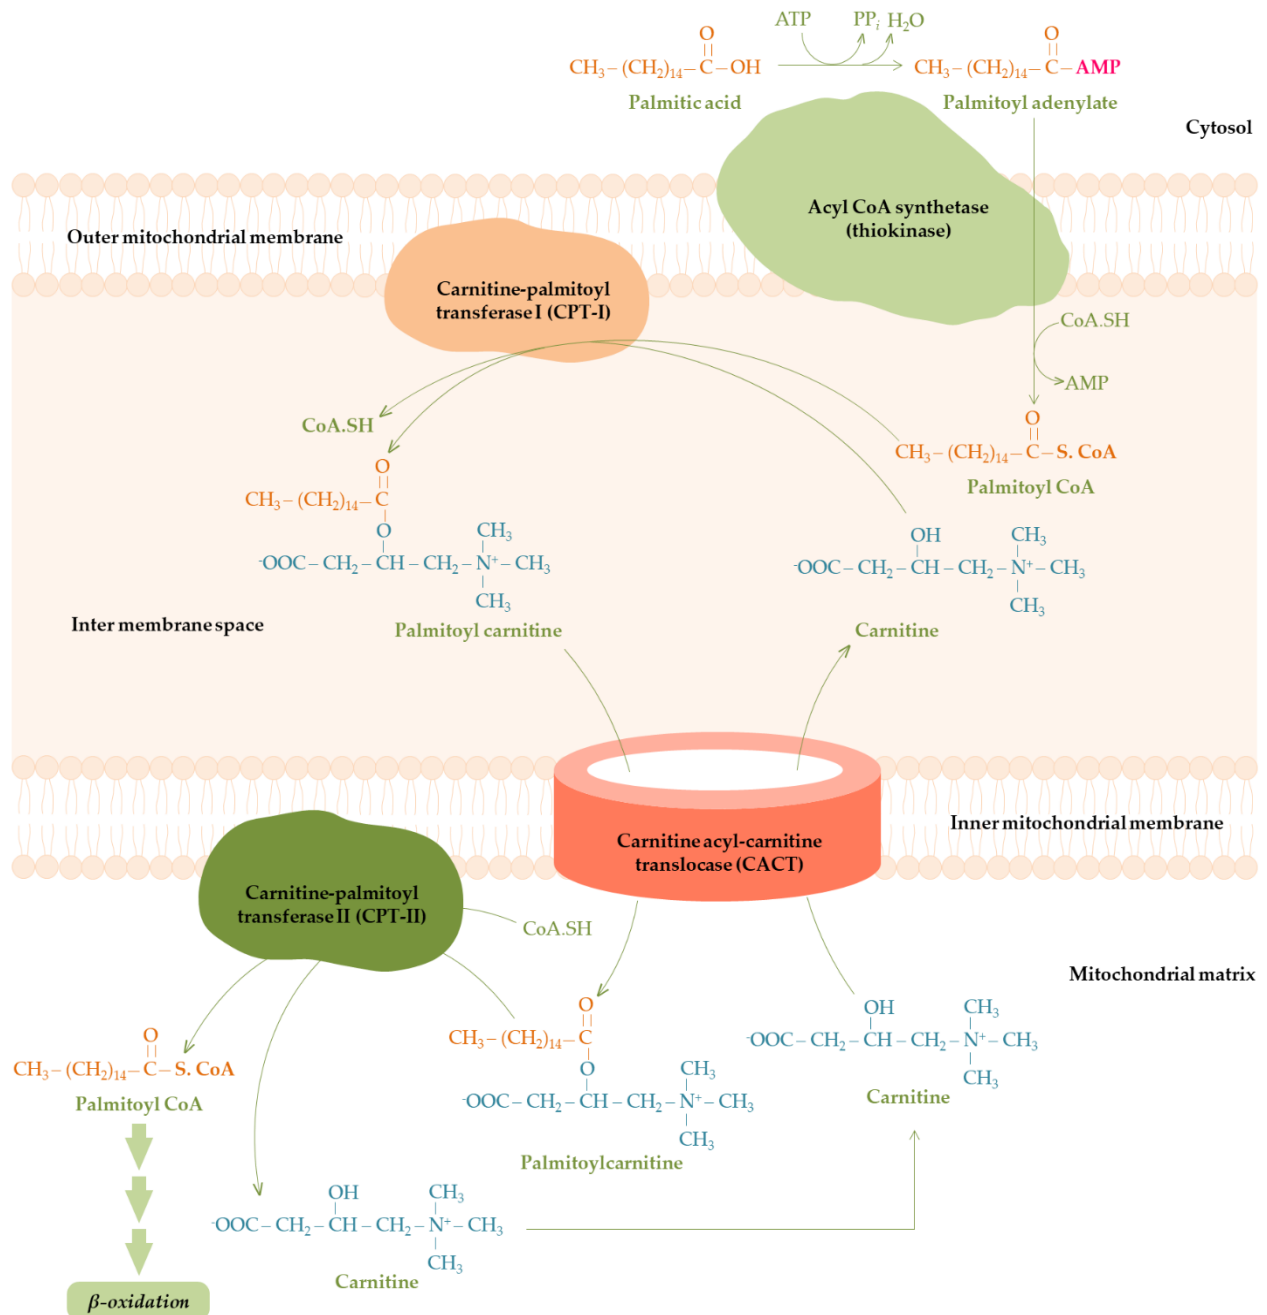 ATP PPi H2O
O
CH3–(CH2)14–C–OH
Palmitic acid
O
CH3–(CH2)14–C–AMP
Palmitoyl adenylate
Cytosol
Acyl CoA synthetase
(thiokinase)
Outer mitochondrial membrane
Carnitine-palmitoyl
transferase I (CPT-I)
CoA.SH
AMP
CoA.SH
O
CH3–(CH2)14–C–S. CoA
Palmitoyl CoA
O
CH3–(CH2)14–C
O
CH3
-OOC–CH2–CH–CH2–N+–CH3
CH3
Palmitoyl carnitine
OH
CH3
-OOC–CH2–CH–CH2–N+–CH3
CH3
Carnitine
Inter membrane space
Carnitine acyl-carnitine
translocase (CACT)
Inner mitochondrial membrane
Carnitine-palmitoyl
transferase II (CPT-II)
CoA.SH
Mitochondrial matrix
O
CH3–(CH2)14–C
O
CH3
-OOC–CH2–CH–CH2–N+–CH3
CH3
Palmitoylcarnitine
OH
CH3
-OOC–CH2–CH–CH2–N+–CH3
CH3
Carnitine
O
CH3–(CH2)14–C–S. CoA
Palmitoyl CoA
OH
CH3
-OOC–CH2–CH–CH2–N+–CH3
CH3
Carnitine
β-oxidation